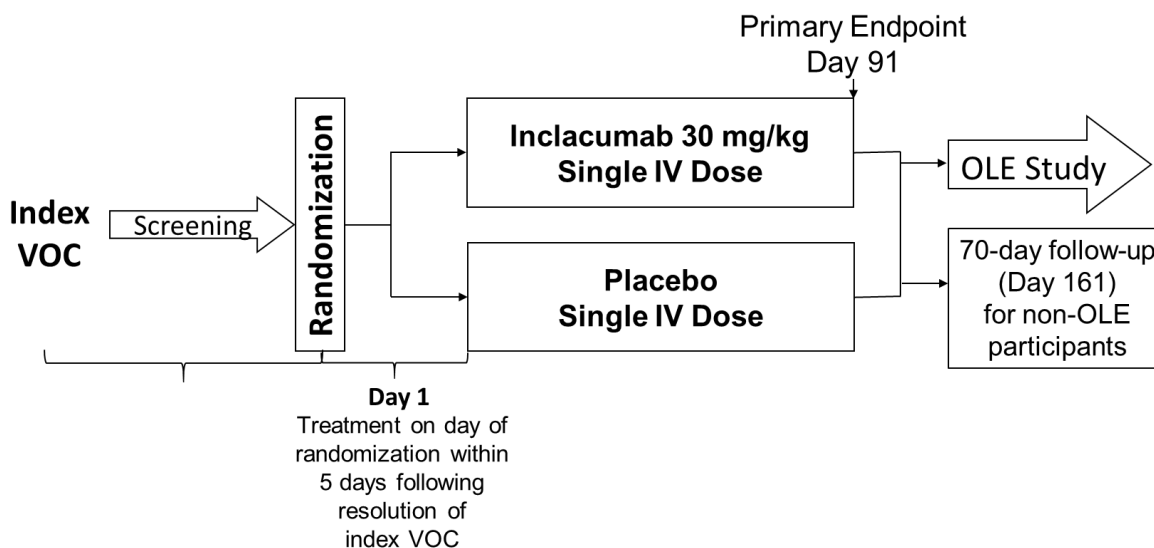 Primary Endpoint
Day 91
Index
VOC
Screening
Randomization
Inclacumab 30 mg/kg
Single IV Dose
Placebo
Single IV Dose
OLE Study
70-day follow-up
(Day 161)
for non-OLE
participants
Day 1
Treatment on day of
randomization within
5 days following
resolution of
index VOC